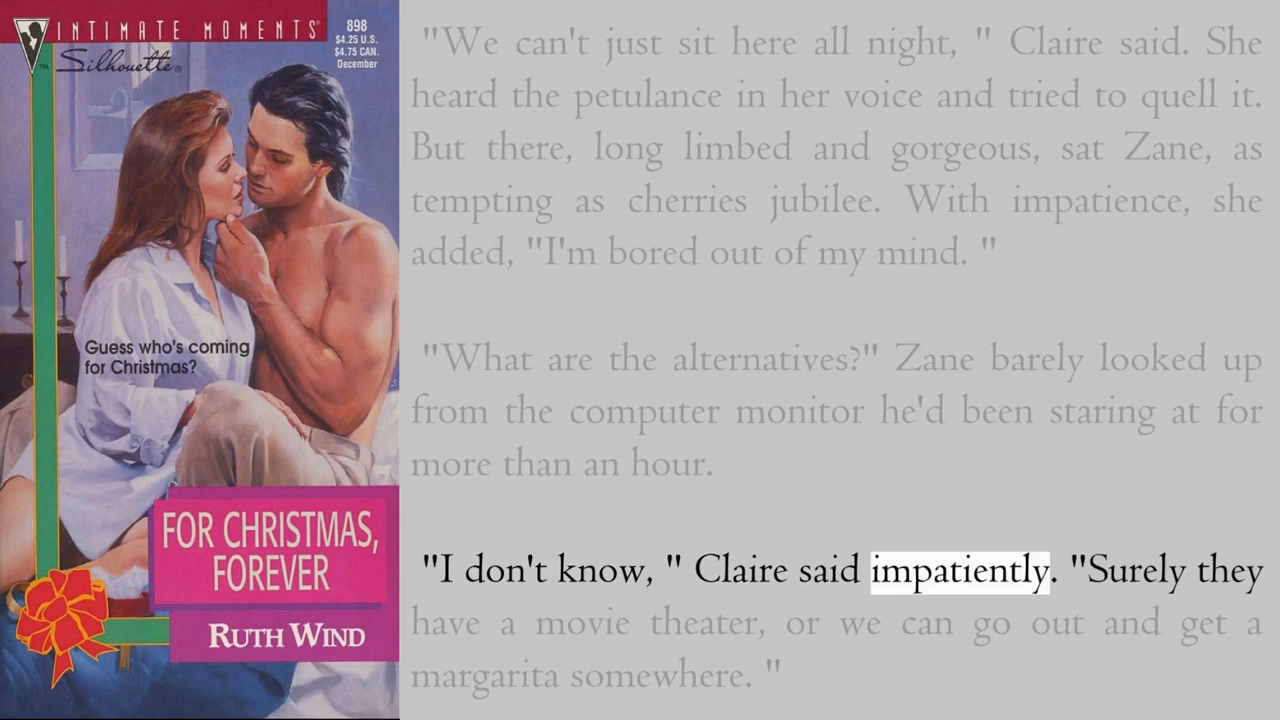 INTIMATE MOMENTS®
898
$4.25 U.S.
$4.75 CAN.
December
™
Silhouette®
Guess who's coming
for Christmas?
FOR CHRISTMAS,
FOREVER
RUTH WIND
"We can't just sit here all night, " Claire said. She
heard the petulance in her voice and tried to quell it.
But there, long limbed and gorgeous, sat Zane, as
tempting as cherries jubilee. With impatience, she
added, "I'm bored out of my mind. "
"What are the alternatives?" Zane barely looked up
from the computer monitor he'd been staring at for
more than an hour.
"I don't know, " Claire said impatiently. "Surely they
have a movie theater, or we can go out and get a
margarita somewhere. "